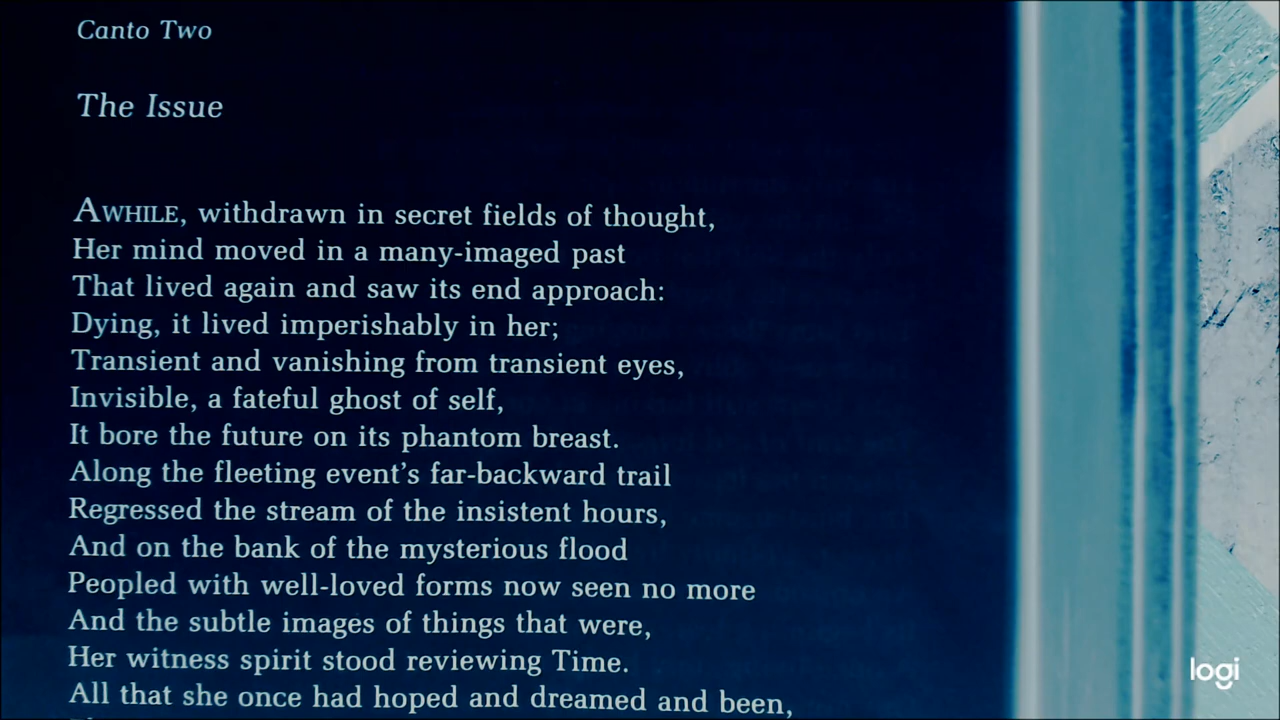 Canto Two
The Issue
AWHILE, withdrawn in secret fields of thought,
Her mind moved in a many-imaged past
That lived again and saw its end approach:
Dying, it lived imperishably in her;
Transient and vanishing from transient eyes,
Invisible, a fateful ghost of self,
It bore the future on its phantom breast.
Along the fleeting event’s far-backward trail
Regressed the stream of the insistent hours,
And on the bank of the mysterious flood
Peopled with well-loved forms now seen no more
And the subtle images of things that were,
Her witness spirit stood reviewing Time.
All that she once had hoped and dreamed and been,
logi